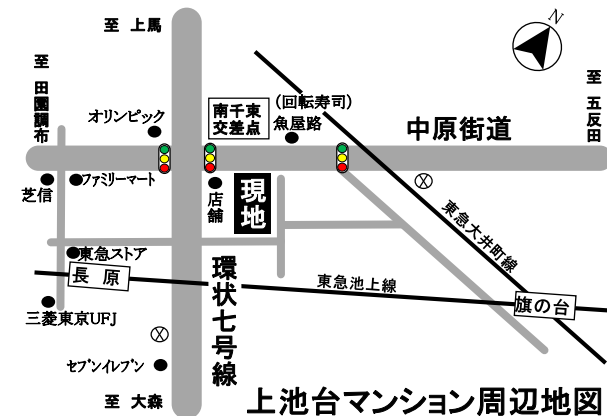 至 上馬
N
至 田園調布
至 五反田
オリンピック
南千束
交差点
(回転寿司)
魚屋路
中原街道
芝信
ファミリーマート
店舗
現地
東急大井町線
東急ストア
長 原
環状七号線
東急池上線
旗の台
三菱東京UFJ
セブンイレブン
至 大森
上池台マンション周辺地図